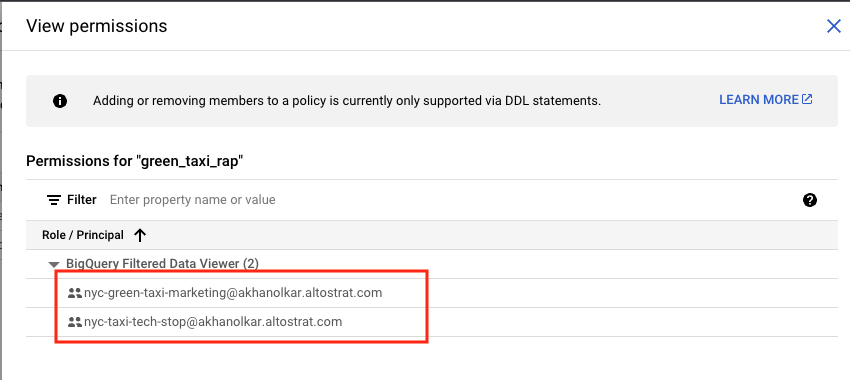 View permissions
Adding or removing members to a policy is currently only supported via DDL statements. LEARN MORE
Permissions for "green_taxi_rap"
Filter Enter property name or value
Role / Principal
BigQuery Filtered Data Viewer (2)
nyc-green-taxi-marketing@akhanolkar.altostrat.com
nyc-taxi-tech-stop@akhanolkar.altostrat.com